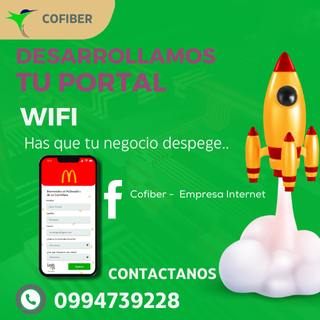 COFIBER
DESARROLLAMOS
TU PORTAL
WIFI
Has que tu negocio despege..
Cofiber - Empresa Internet
CONTACTANOS
0994739228